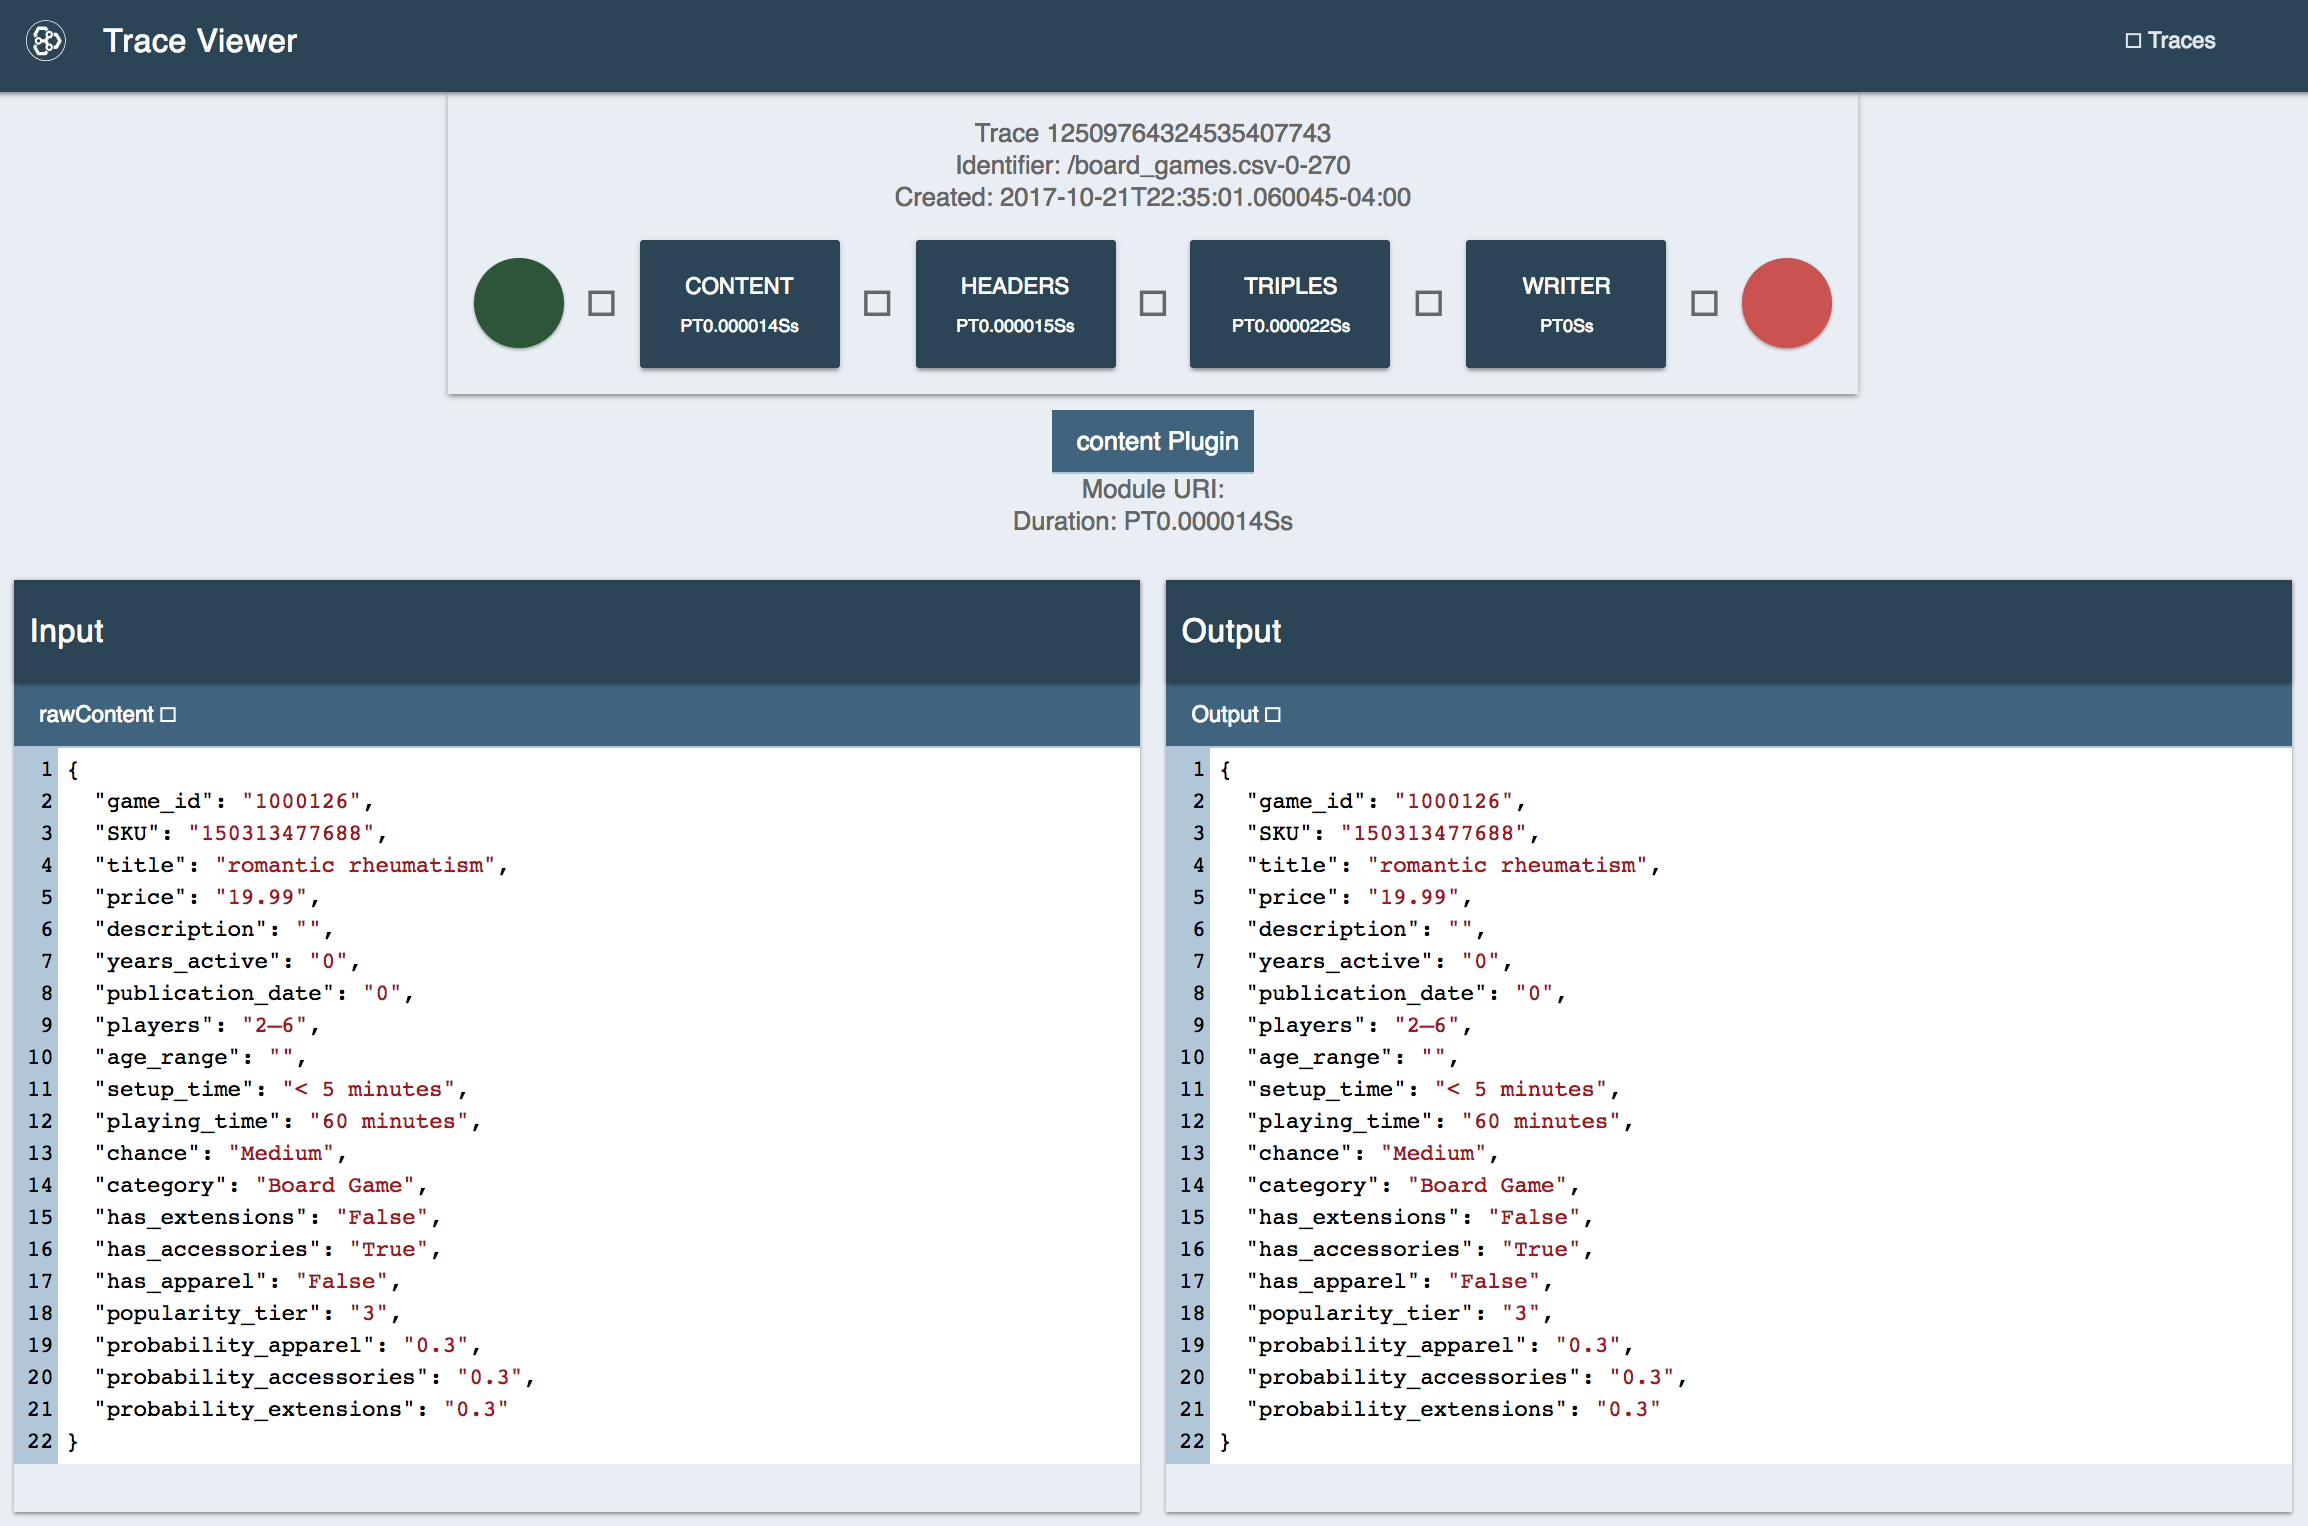 Trace Viewer
Traces
Trace 12509764324535407743
Identifier: /board_games.csv-0-270
Created: 2017-10-21T22:35:01.060045-04:00
CONTENT HEADERS TRIPLES WRITER
PT0.000014Ss PT0.000015Ss PT0.000022Ss PT0Ss
content Plugin
Module URI:
Duration: PT0.000014Ss
Input
rawContent
1 {
2 "game_id": "1000126",
3 "SKU": "150313477688",
4 "title": "romantic rheumatism",
5 "price": "19.99",
6 "description": "",
7 "years_active": "0",
8 "publication_date": "0",
9 "players": "2–6",
10 "age_range": "",
11 "setup_time": "< 5 minutes",
12 "playing_time": "60 minutes",
13 "chance": "Medium",
14 "category": "Board Game",
15 "has_extensions": "False",
16 "has_accessories": "True",
17 "has_apparel": "False",
18 "popularity_tier": "3",
19 "probability_apparel": "0.3",
20 "probability_accessories": "0.3",
21 "probability_extensions": "0.3"
22 }
Output
Output
1 {
2 "game_id": "1000126",
3 "SKU": "150313477688",
4 "title": "romantic rheumatism",
5 "price": "19.99",
6 "description": "",
7 "years_active": "0",
8 "publication_date": "0",
9 "players": "2–6",
10 "age_range": "",
11 "setup_time": "< 5 minutes",
12 "playing_time": "60 minutes",
13 "chance": "Medium",
14 "category": "Board Game",
15 "has_extensions": "False",
16 "has_accessories": "True",
17 "has_apparel": "False",
18 "popularity_tier": "3",
19 "probability_apparel": "0.3",
20 "probability_accessories": "0.3",
21 "probability_extensions": "0.3"
22 }